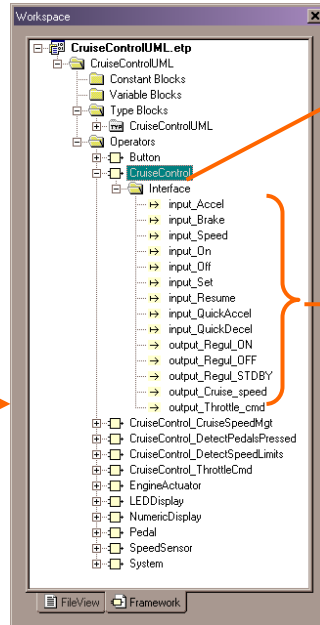 Workspace
CruiseControlUML.etp
CruiseControlUML
Constant Blocks
Variable Blocks
Type Blocks
TYP CruiseControlUML
Operators
Button
CruiseControl
Interface
input_Accel
input_Brake
input_Speed
input_On
input_Off
input_Set
input_Resume
input_QuickAccel
input_QuickDecel
output_Regul_ON
output_Regul_OFF
output_Regul_STDBY
output_Cruise_speed
output_Throttle_cmd
CruiseControl_CruiseSpeedMgt
CruiseControl_DetectPedalsPressed
CruiseControl_DetectSpeedLimits
CruiseControl_ThrottleCmd
EngineActuator
LEDDisplay
NumericDisplay
Pedal
SpeedSensor
System
FileView Framework